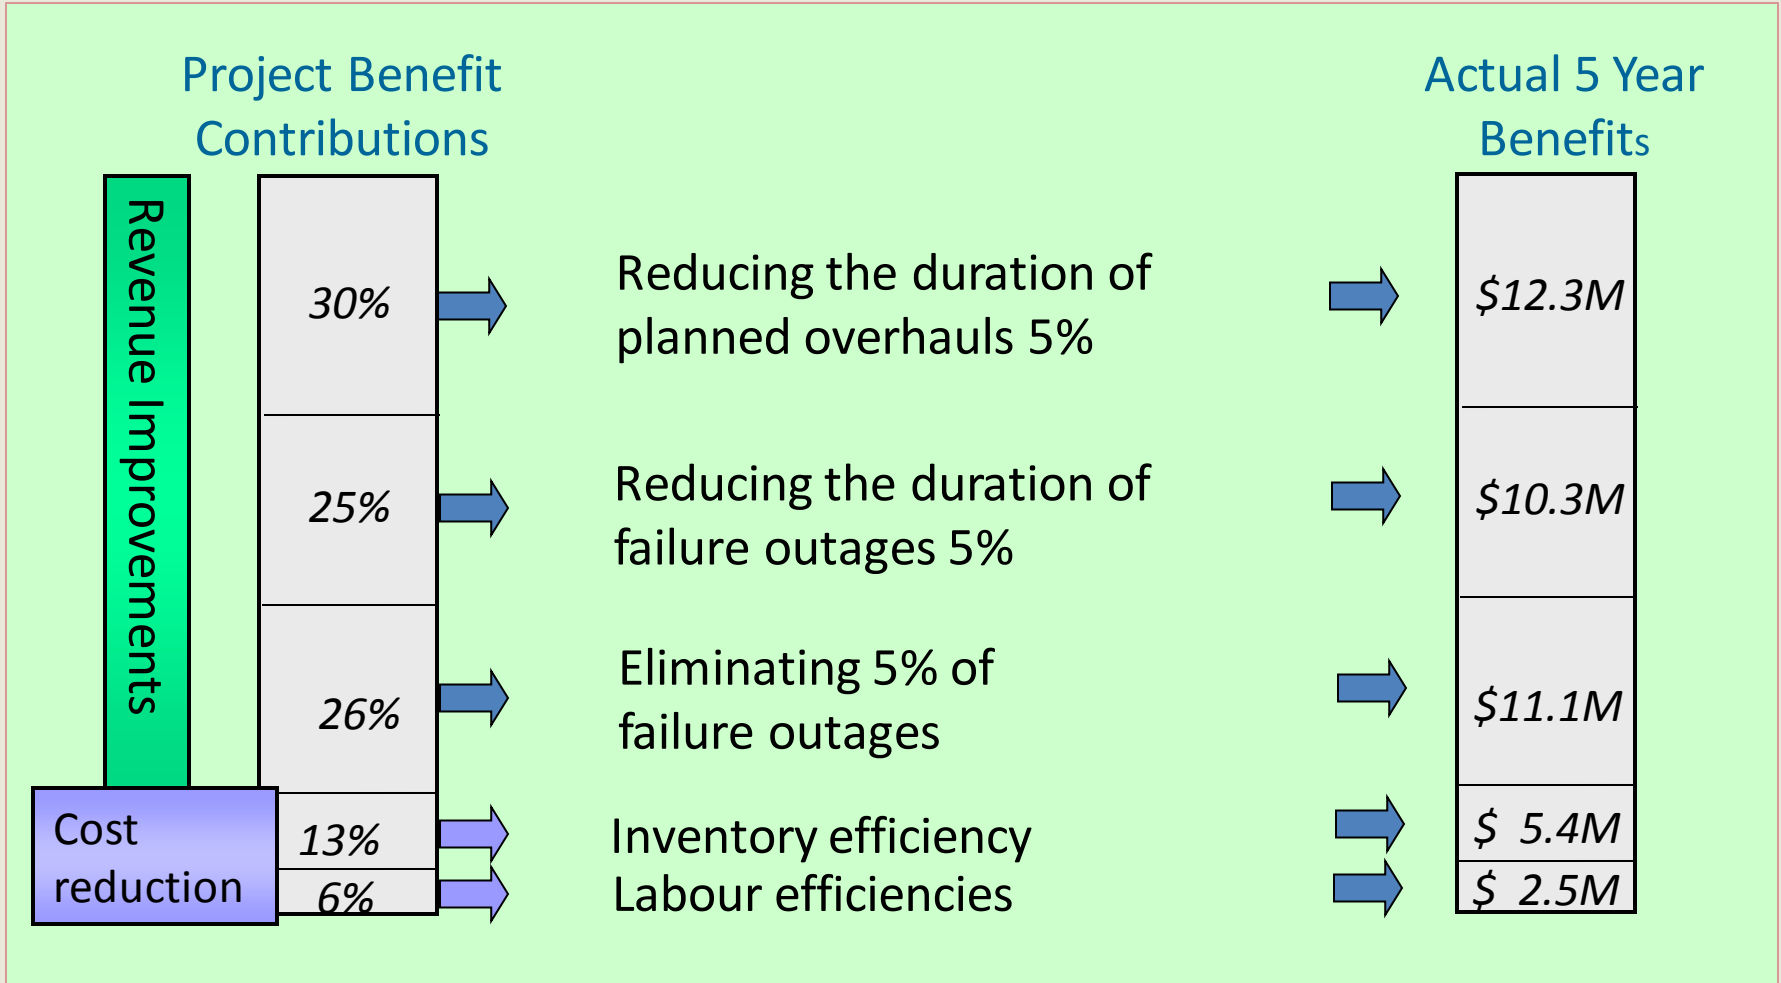 Project Benefit
Contributions
Actual 5 Year
Benefits
Revenue Improvements
30%
Reducing the duration of
planned overhauls 5%
$12.3M
25%
Reducing the duration of
failure outages 5%
$10.3M
26%
Eliminating 5% of
failure outages
$11.1M
Cost
reduction
13%
Inventory efficiency
$ 5.4M
6%
Labour efficiencies
$ 2.5M